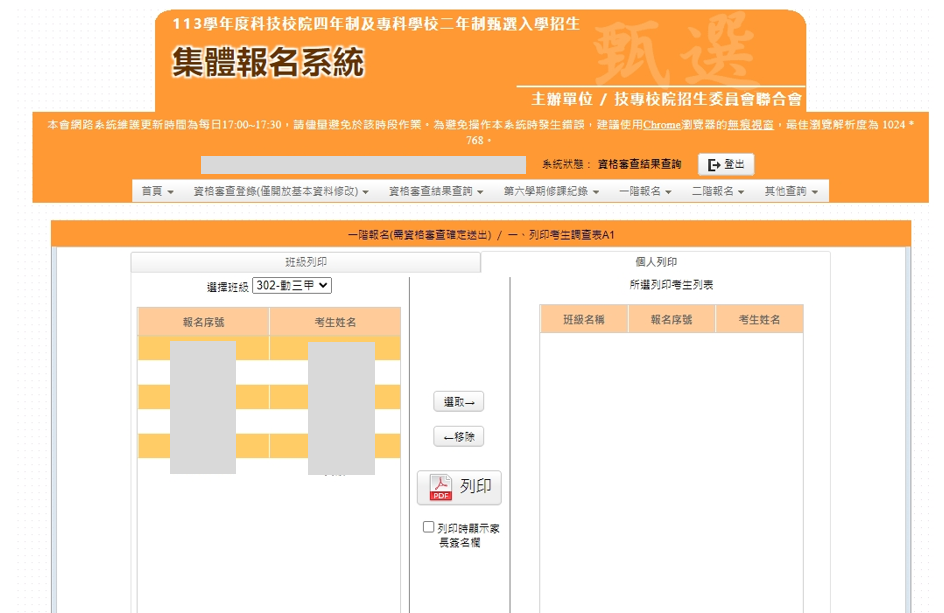 113學年度科技校院四年制及專科學校二年制甄選入學招生
甄選
集體報名系統
主辦單位 / 技專校院招生委員會聯合會
本會網路系統維護更新時間為每日17:00~17:30，請儘量避免於該時段作業。為避免操作本系統時發生錯誤，建議使用Chrome瀏覽器的無痕視窗，最佳瀏覽解析度為 1024 *
768。
系統狀態： 資格審查結果查詢 登出
首頁 資格審查登錄(僅開放基本資料修改) 資格審查結果查詢 第六學期修課紀錄 一階報名 二階報名 其他查詢
一階報名(需資格審查確定送出) / 一、列印考生調查表A1
班級列印 個人列印
選擇班級 302-動三甲 所選列印考生列表
報名序號 考生姓名 班級名稱 報名序號 考生姓名
選取→
←移除
PDF 列印
列印時顯示家
長簽名欄